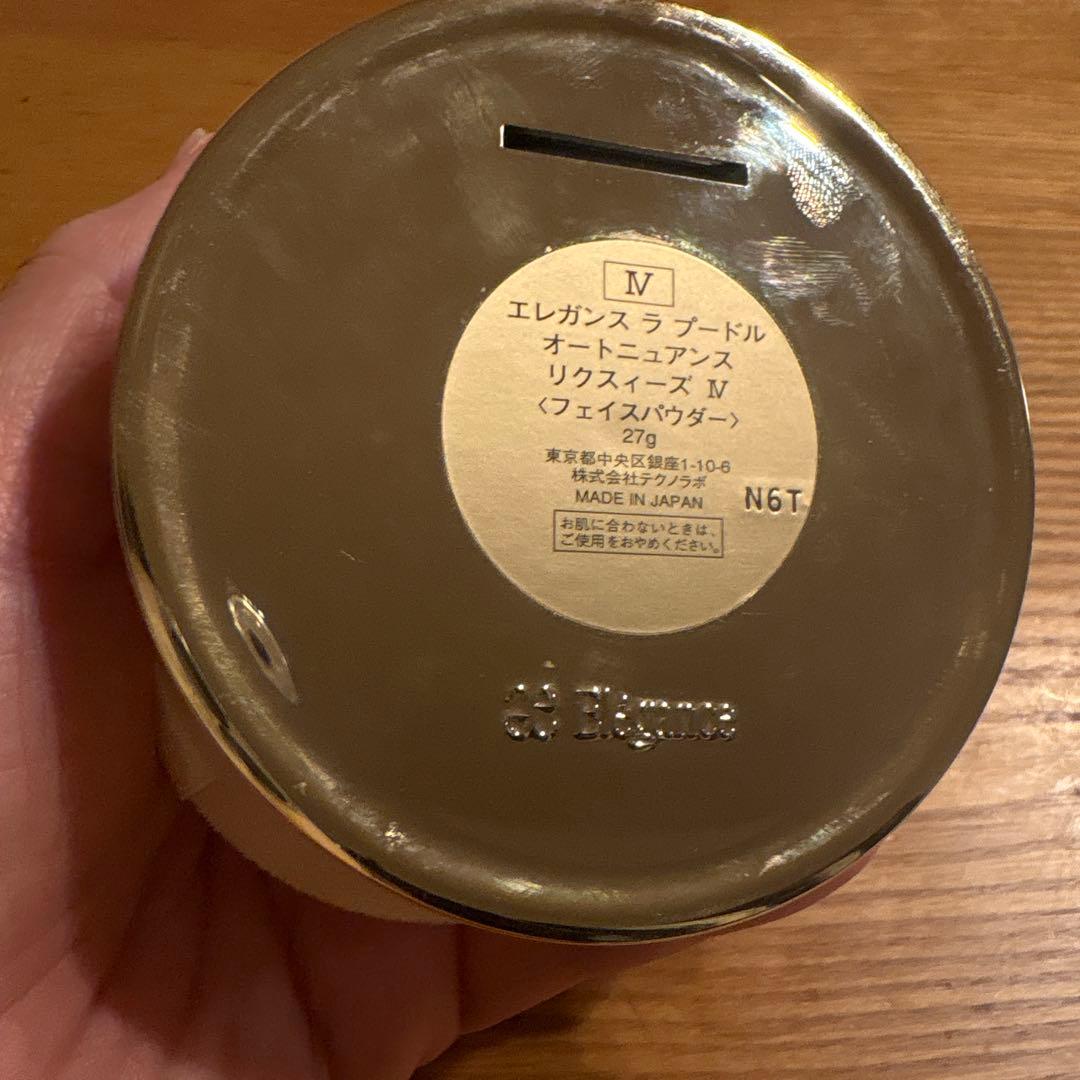 Ⅳ
エレガンス ラ プードル
オートニュアンス
リクスィーズ Ⅳ
〈フェイスパウダー〉
27g
東京都中央区銀座1-10-6
株式会社テクノラボ
MADE IN JAPAN
N6T
お肌に合わないときは、
ご使用をおやめください。
Elégance